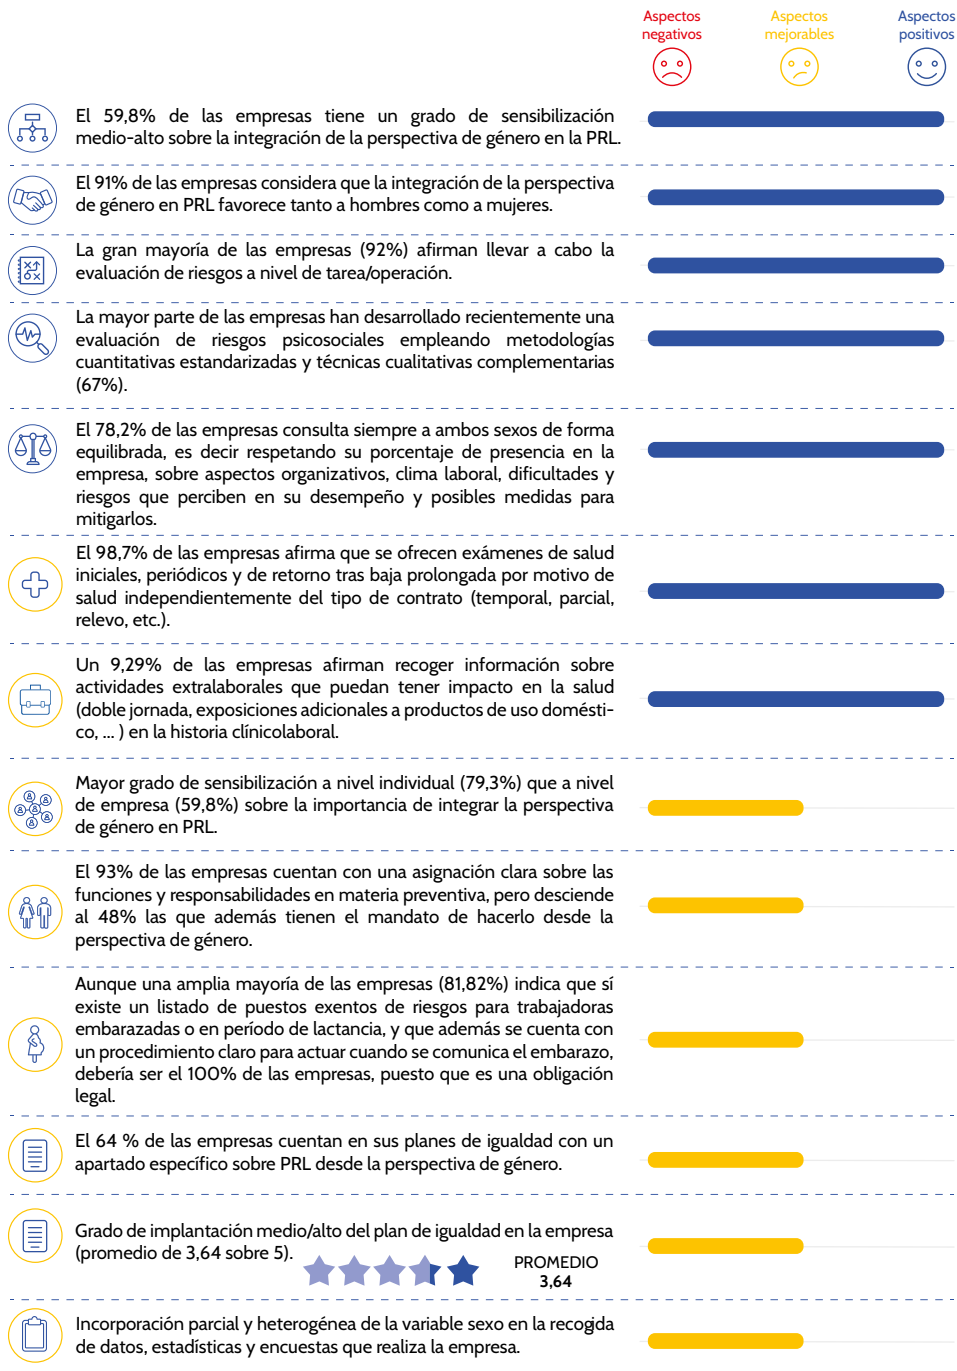 Aspectos negativos
Aspectos mejorables
Aspectos positivos
El 59,8% de las empresas tiene un grado de sensibilización
medio-alto sobre la integración de la perspectiva de género en la PRL.
El 91% de las empresas considera que la integración de la perspectiva
de género en PRL favorece tanto a hombres como a mujeres.
La gran mayoría de las empresas (92%) afirman llevar a cabo la
evaluación de riesgos a nivel de tarea/operación.
La mayor parte de las empresas han desarrollado recientemente una
evaluación de riesgos psicosociales empleando metodologías
cuantitativas estandarizadas y técnicas cualitativas complementarias
(67%).
El 78,2% de las empresas consulta siempre a ambos sexos de forma
equilibrada, es decir respetando su porcentaje de presencia en la
empresa, sobre aspectos organizativos, clima laboral, dificultades y
riesgos que perciben en su desempeño y posibles medidas para
mitigarlos.
El 98,7% de las empresas afirma que se ofrecen exámenes de salud
iniciales, periódicos y de retorno tras baja prolongada por motivo de
salud independientemente del tipo de contrato (temporal, parcial,
relevo, etc.).
Un 9,29% de las empresas afirman recoger información sobre
actividades extralaborales que puedan tener impacto en la salud
(doble jornada, exposiciones adicionales a productos de uso domésti-
co, ... ) en la historia clínicolaboral.
Mayor grado de sensibilización a nivel individual (79,3%) que a nivel
de empresa (59,8%) sobre la importancia de integrar la perspectiva
de género en PRL.
El 93% de las empresas cuentan con una asignación clara sobre las
funciones y responsabilidades en materia preventiva, pero desciende
al 48% las que además tienen el mandato de hacerlo desde la
perspectiva de género.
Aunque una amplia mayoría de las empresas (81,82%) indica que sí
existe un listado de puestos exentos de riesgos para trabajadoras
embarazadas o en período de lactancia, y que además se cuenta con
un procedimiento claro para actuar cuando se comunica el embarazo,
debería ser el 100% de las empresas, puesto que es una obligación
legal.
El 64 % de las empresas cuentan en sus planes de igualdad con un
apartado específico sobre PRL desde la perspectiva de género.
Grado de implantación medio/alto del plan de igualdad en la empresa
(promedio de 3,64 sobre 5).
PROMEDIO
3,64
Incorporación parcial y heterogénea de la variable sexo en la recogida
de datos, estadísticas y encuestas que realiza la empresa.